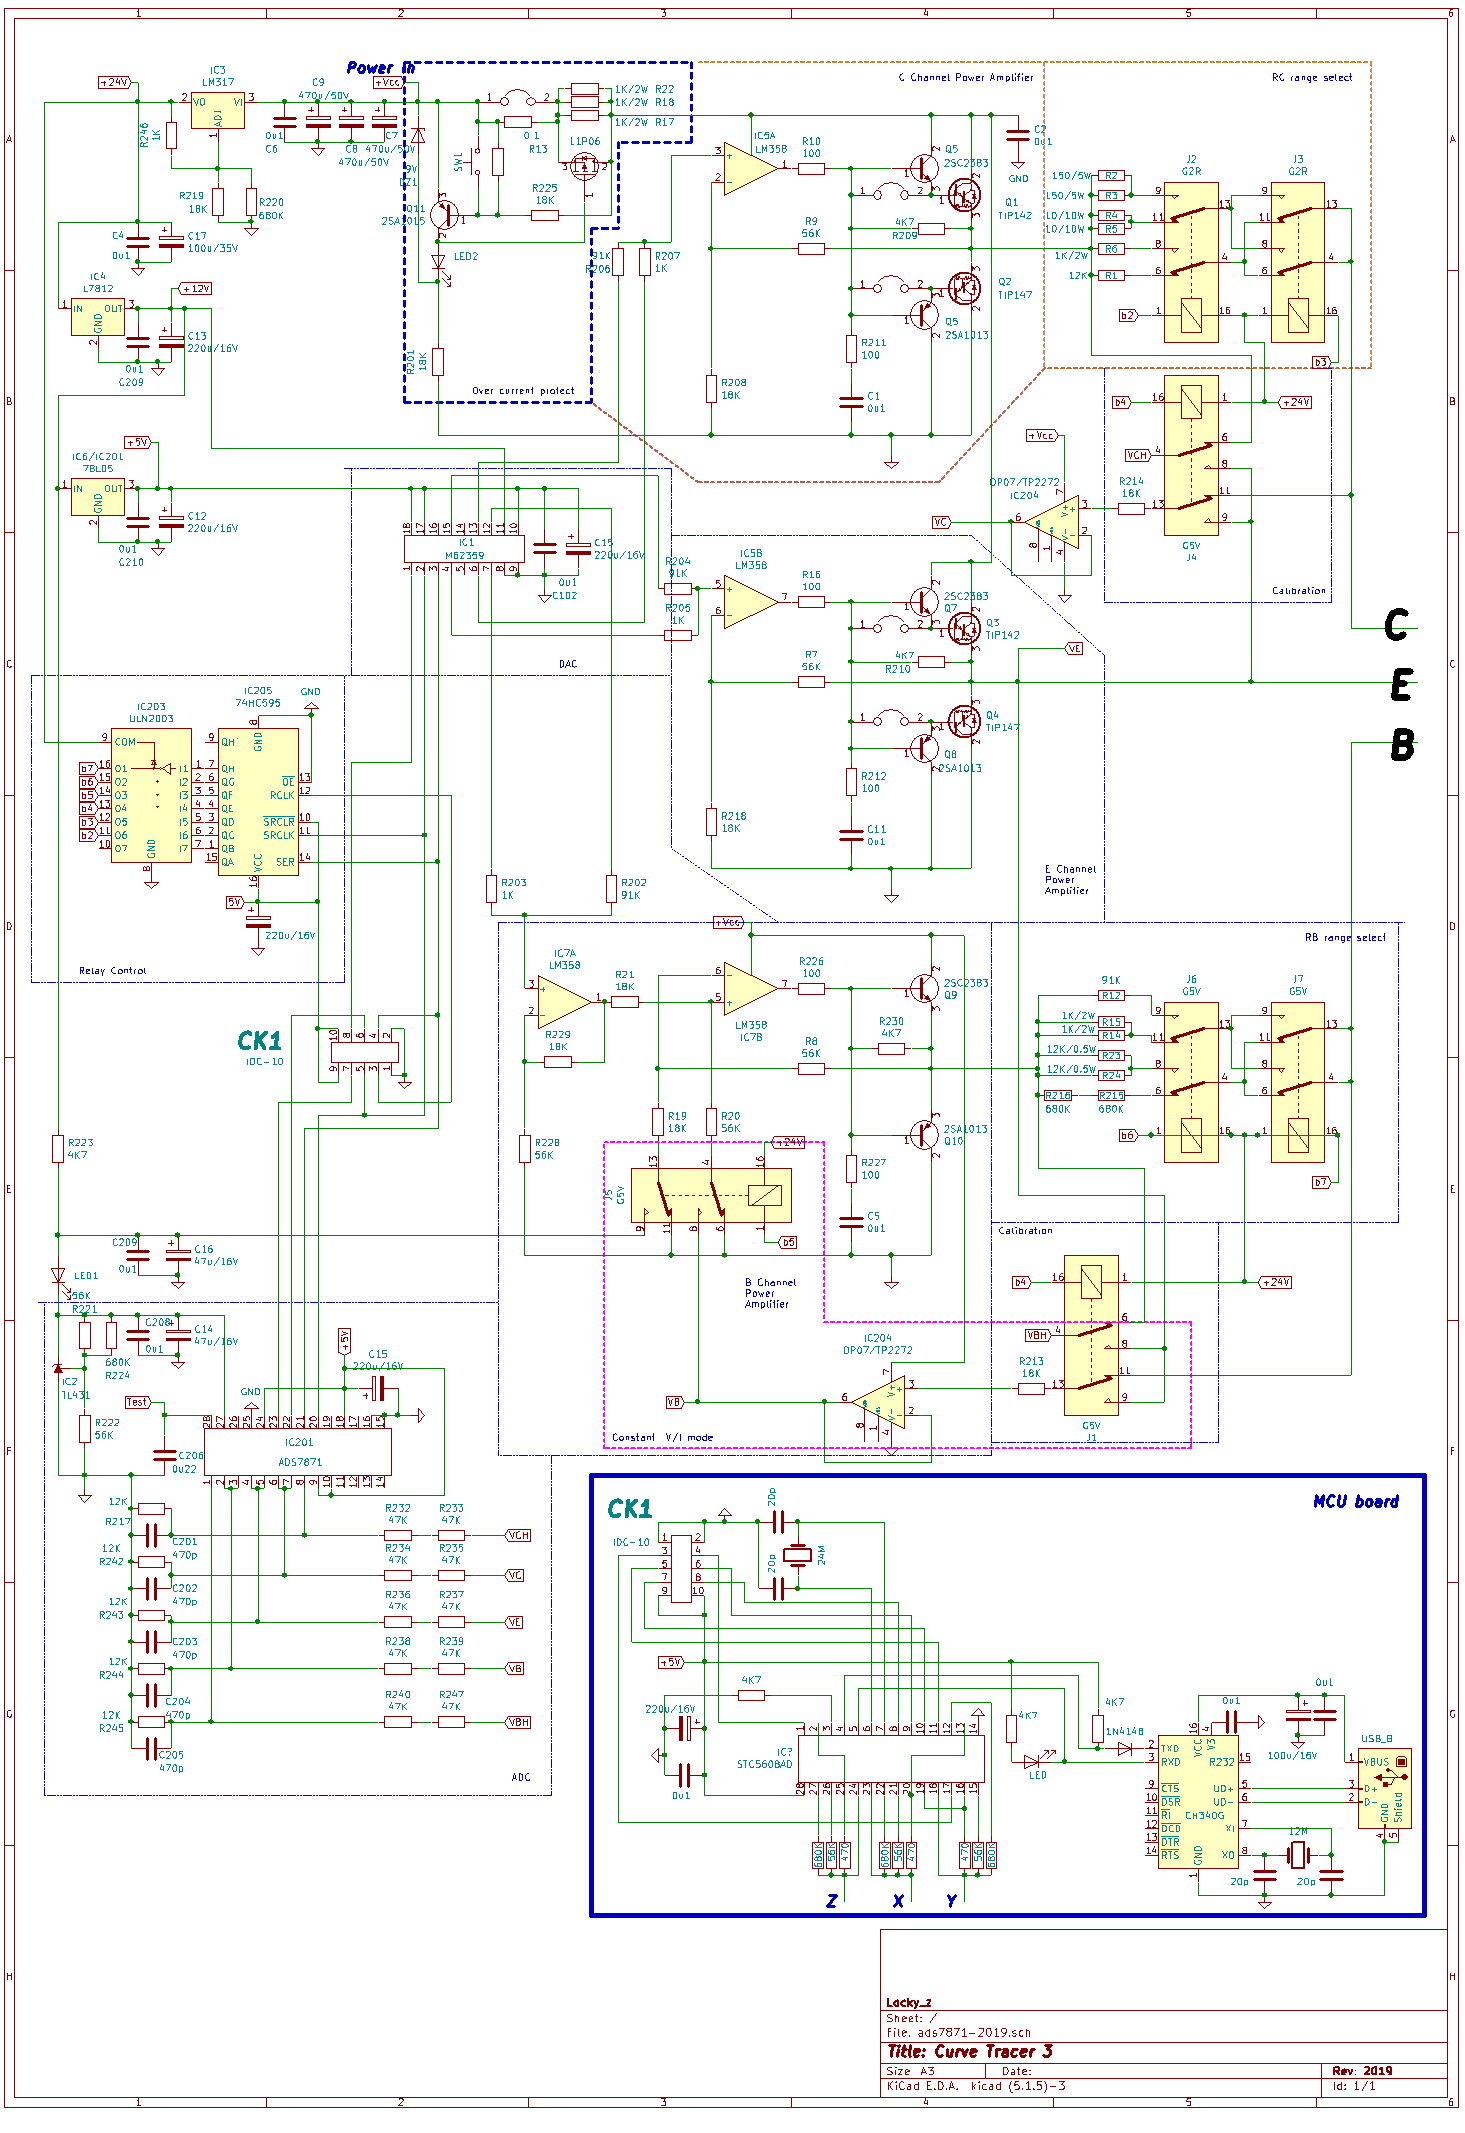 Power In
C Channel Power Amplifier
RC range select
+24V
IC3
LM317
VO
VI
ADJ
R246
1K
R219
18K
R220
680K
C9
470u/50V
0u1
C6
C8
470u/50V
C7
470u/50V
+Vcc
9V
DZ1
SW1
Q11
2SA1015
LED2
R201
18K
0.1
R13
1K/2W R22
1K/2W R18
1K/2W R17
L1P06
R225
18K
Over current protect
91K
R206
R207
1K
IC5A
LM358
R10
100
R9
56K
Q5
2SC2383
Q1
TIP142
4K7
R209
Q2
TIP147
Q5
2SA1013
R211
100
C1
0u1
R208
18K
C2
0u1
GND
150/5W
R2
150/5W
R3
10/10W
R4
10/10W
R5
1K/2W
R6
12K
R1
J2
G2R
J3
G2R
b2
b3
C4
0u1
C17
100u/35V
IC4
L7812
IN
OUT
GND
+12V
C13
220u/16V
0u1
C209
IC6/IC201
78L05
+5V
IN
OUT
GND
C12
220u/16V
0u1
C210
b4
+24V
VCH
G5V
J4
Calibration
+Vcc
OP07/TP2272
IC204
VC
R214
18K
IC1
M62359
C15
220u/16V
0u1
C102
DAC
R204
91K
R205
1K
IC5B
LM358
R16
100
R7
56K
2SC2383
Q7
Q3
TIP142
4K7
R210
Q4
TIP147
Q8
2SA1013
R212
100
C11
0u1
R218
18K
VE
E Channel
Power
Amplifier
C
E
B
IC203
ULN2003
COM
O1
O2
O3
O4
O5
O6
O7
I1
I2
I3
I4
I5
I6
I7
GND
b7
b6
b5
b4
b3
b2
IC205
74HC595
GND
QH'
QH
QG
QF
QE
QD
QC
QB
QA
OE
RCLK
SRCLR
SRCLK
SER
VCC
5V
220u/16V
Relay Control
R203
1K
R202
91K
CK1
IDC-10
R223
4K7
+Vcc
IC7A
LM358
R21
18K
R229
18K
LM358
IC7B
R226
100
R8
56K
2SC2383
Q9
R230
4K7
2SA1013
Q10
R227
100
C5
0u1
R19
18K
R20
56K
R228
56K
+24V
J5
G5V
b5
B Channel
Power
Amplifier
RB range select
91K
R12
1K/2W
R15
1K/2W
R14
12K/0.5W
R23
12K/0.5W
R24
R216
680K
R215
680K
J6
G5V
J7
G5V
b6
b7
Calibration
b4
+24V
VBH
G5V
J1
R213
18K
IC204
OP07/TP2272
VB
Constant V/I mode
C209
0u1
C16
47u/16V
LED1
56K
R221
680K
R224
C208
0u1
C14
47u/16V
IC2
TL431
Test
R222
56K
C206
0u22
GND
+5V
C15
220u/16V
IC201
ADS7871
12K
R217
C201
470p
12K
R242
C202
470p
12K
R243
C203
470p
12K
R244
C204
470p
12K
R245
C205
470p
R232
47K
R233
47K
VCH
R234
47K
R235
47K
VC
R236
47K
R237
47K
VE
R238
47K
R239
47K
VB
R240
47K
R247
47K
VBH
ADC
CK1
IDC-10
MCU board
20p
20p
24M
+5V
4K7
220u/16V
0u1
IC?
STC5608AD
4K7
LED
4K7
1N4148
680K
56K
470
680K
56K
470
470
56K
680K
Z
X
Y
TXD
RXD
CTS
DSR
RI
DCD
DTR
RTS
VCC
V3
R232
UD+
UD-
CH340G
XI
XO
GND
0u1
0u1
100u/16V
USB_B
VBUS
D+
D-
GND
Shield
12M
20p
20p
Lacky_z
Sheet: /
File: ads7871-2019.sch
Title: Curve Tracer 3
Size: A3
Date:
Rev: 2019
KiCad E.D.A. kicad (5.1.5)-3
Id: 1/1